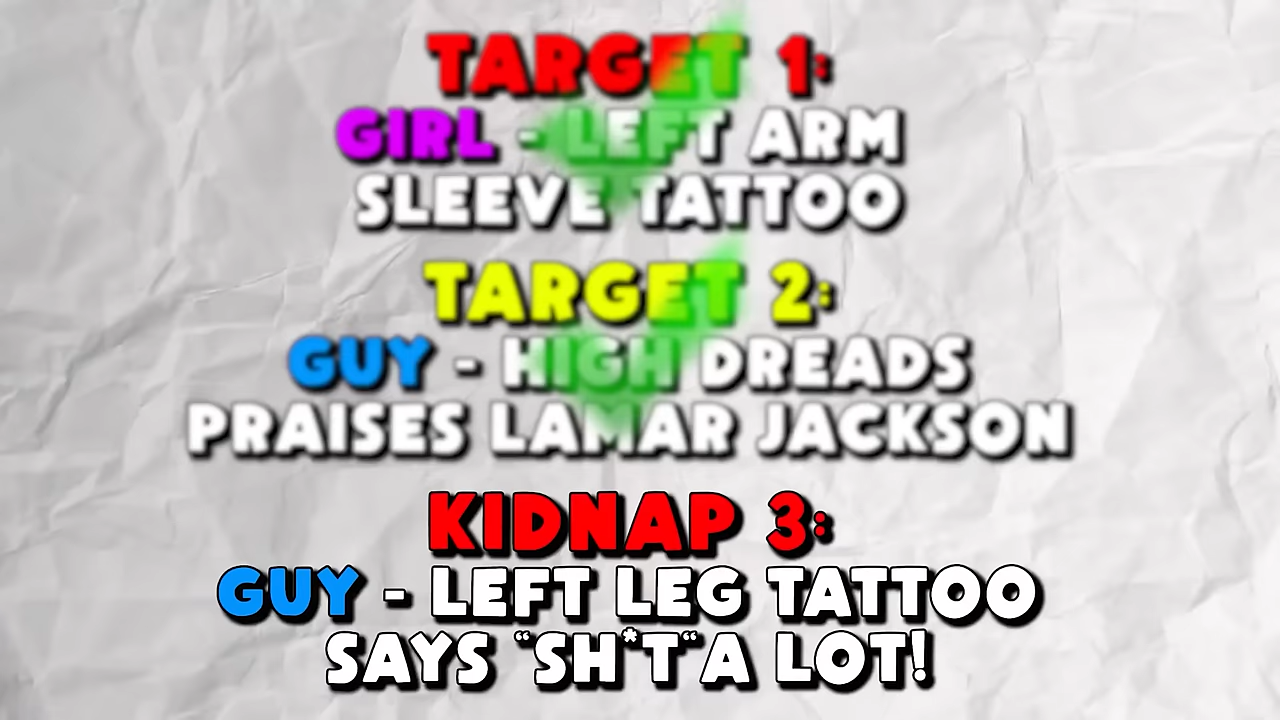 TARGET 1:
GIRL - LEFT ARM
SLEEVE TATTOO
TARGET 2:
GUY - HIGH DREADS
PRAISES LAMAR JACKSON
KIDNAP 3:
GUY - LEFT LEG TATTOO
SAYS “SH*T“A LOT!